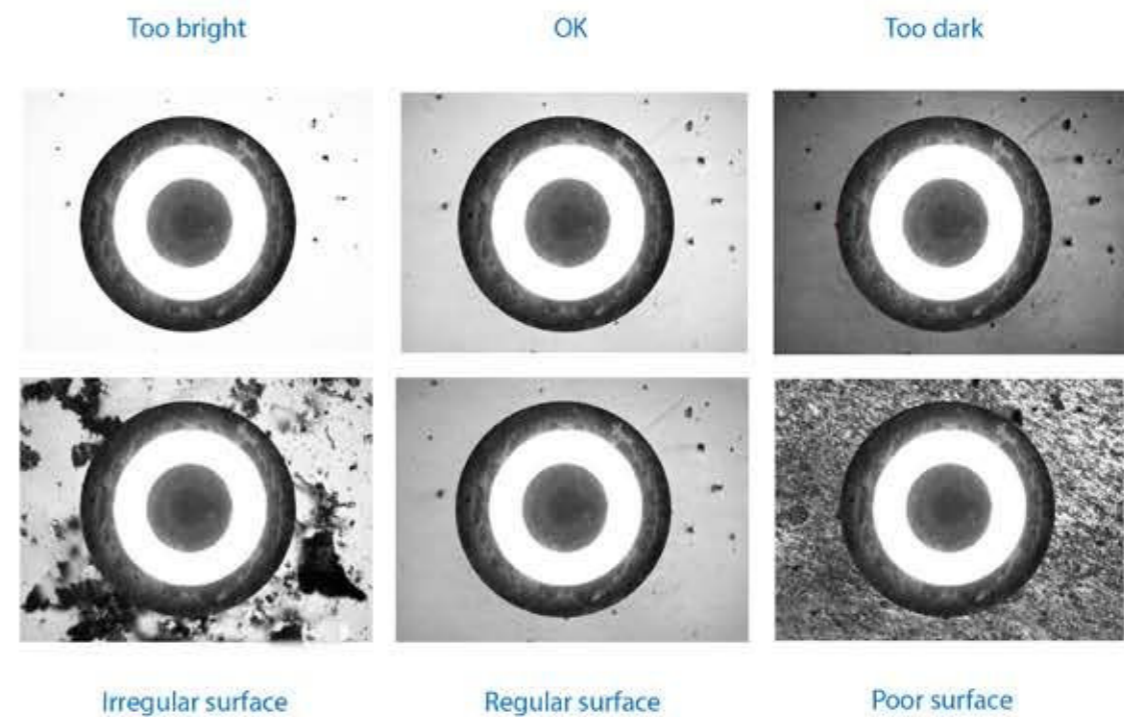 Too bright
OK
Too dark
Irregular surface
Regular surface
Poor surface